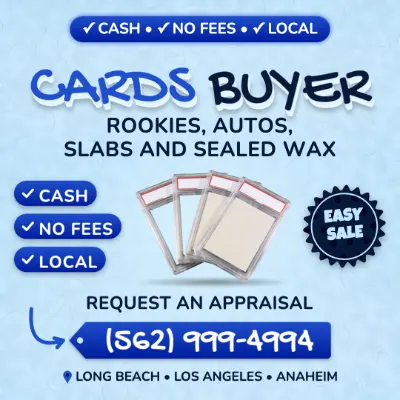 ✓ CASH • ✓ NO FEES • ✓ LOCAL
CARDS BUYER
ROOKIES, AUTOS,
SLABS AND SEALED WAX
✓ CASH
✓ NO FEES
✓ LOCAL
EASY
SALE
REQUEST AN APPRAISAL
(562) 999-4994
LONG BEACH • LOS ANGELES • ANAHEIM